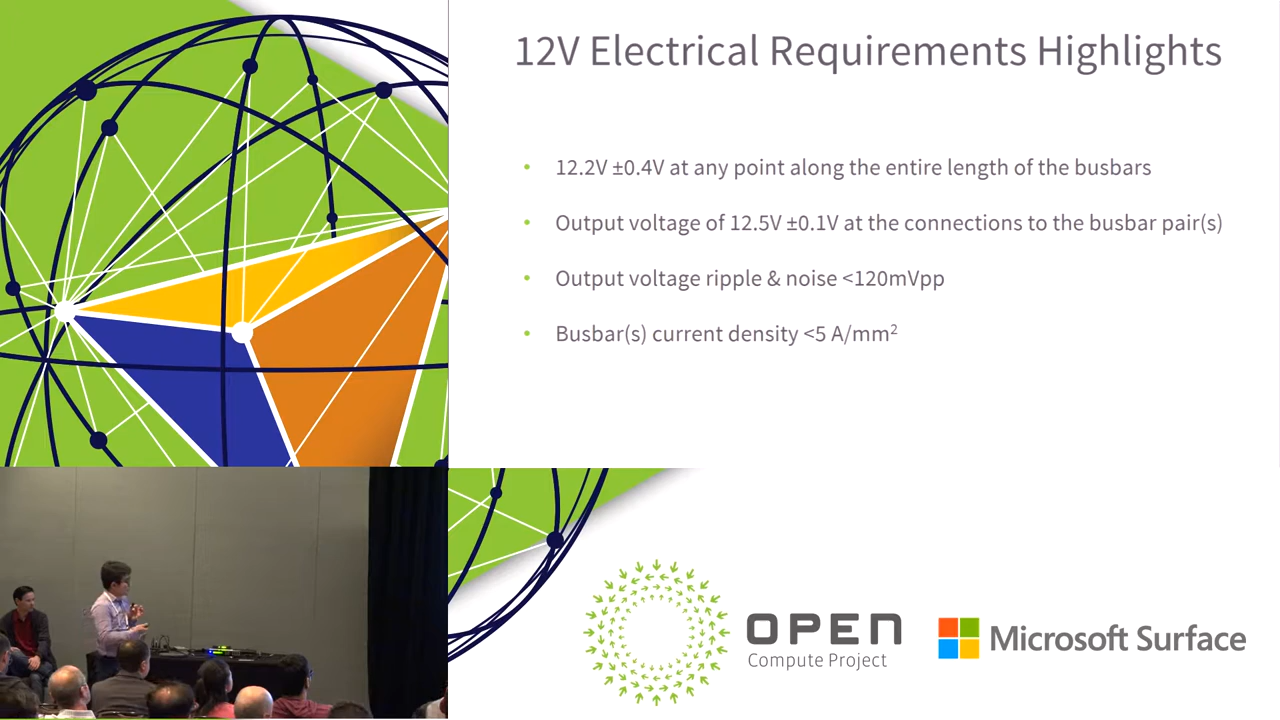 12V Electrical Requirements Highlights
• 12.2V ±0.4V at any point along the entire length of the busbars
• Output voltage of 12.5V ±0.1V at the connections to the busbar pair(s)
• Output voltage ripple & noise <120mVpp
• Busbar(s) current density <5 A/mm²
OPEN
Compute Project
Microsoft Surface